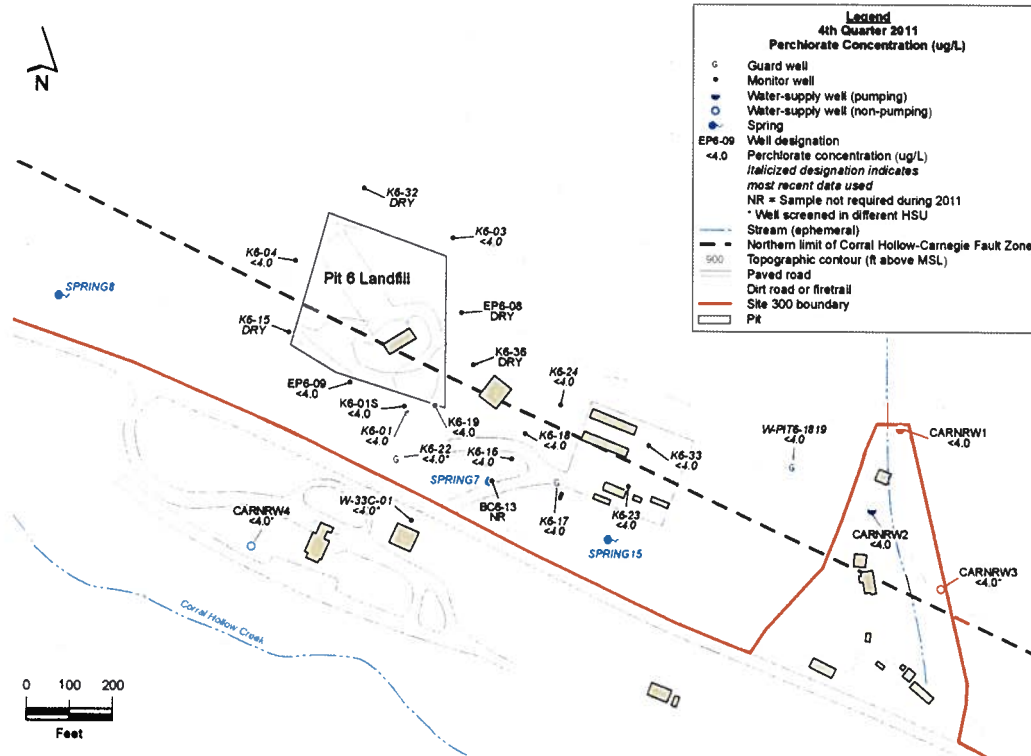 Legend
4th Quarter 2011
Perchlorate Concentration (ug/L)
G Guard well
Monitor well
Water-supply well (pumping)
Water-supply well (non-pumping)
Spring
EP6-09 Well designation
<4.0 Perchlorate concentration (ug/L)
Italicized designation indicates
most recent data used
NR = Sample not required during 2011
* Well screened in different HSU
Stream (ephemeral)
Northern limit of Corral Hollow-Carnegie Fault Zone
900 Topographic contour (ft above MSL)
Paved road
Dirt road or firetrail
Site 300 boundary
Pit
N
K6-32
DRY
K6-03
<4.0
K6-04
<4.0
Pit 6 Landfill
SPRING8
EP6-08
DRY
K6-15
DRY
K6-36
DRY
K6-24
<4.0
EP6-09
<4.0
K6-01S
<4.0
K6-01
<4.0
K6-19
<4.0
K6-18
<4.0
K6-22
<4.0*
G
K6-16
<4.0
K6-33
<4.0
W-PIT6-1819
<4.0
G
CARNRW1
<4.0
SPRING7
BC6-13
NR
G
K6-17
<4.0
K6-23
<4.0
W-33C-01
<4.0*
CARNRW4
<4.0*
CARNRW2
<4.0
SPRING15
CARNRW3
<4.0*
Corral Hollow Creek
0 100 200
Feet